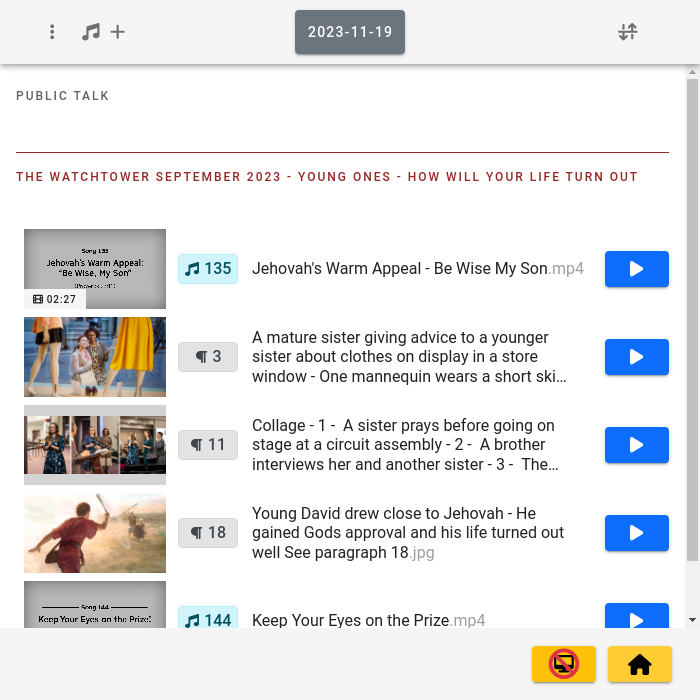 2023-11-19
PUBLIC TALK
THE WATCHTOWER SEPTEMBER 2023 - YOUNG ONES - HOW WILL YOUR LIFE TURN OUT
Song 135
Jehovah's Warm Appeal:
"Be Wise, My Son"
(Proverbs 27:11)
02:27
135
Jehovah's Warm Appeal - Be Wise My Son.mp4
¶ 3
A mature sister giving advice to a younger
sister about clothes on display in a store
window - One mannequin wears a short ski…
¶ 11
Collage - 1 - A sister prays before going on
stage at a circuit assembly - 2 - A brother
interviews her and another sister - 3 - The…
¶ 18
Young David drew close to Jehovah - He
gained Gods approval and his life turned out
well See paragraph 18.jpg
Song 144
Keep Your Eyes on the Prize!
144
Keep Your Eyes on the Prize.mp4